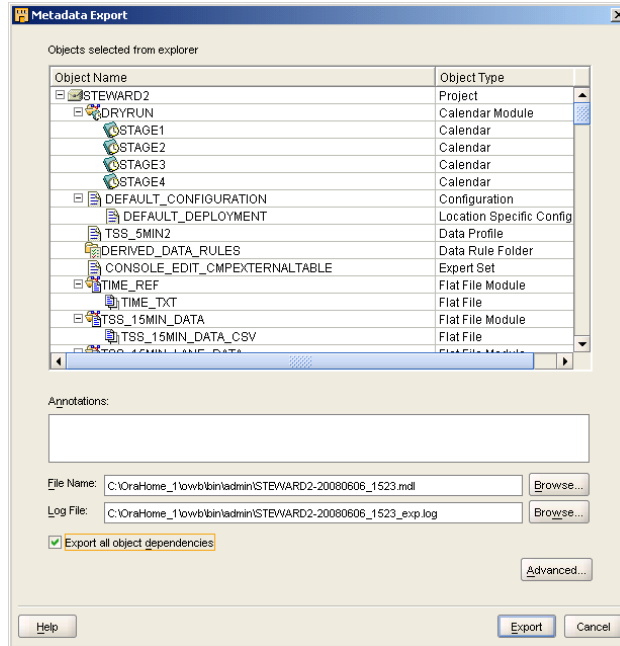 Metadata Export
Objects selected from explorer
Object Name Object Type
STEWARD2 Project
DRYRUN Calendar Module
STAGE1 Calendar
STAGE2 Calendar
STAGE3 Calendar
STAGE4 Calendar
DEFAULT_CONFIGURATION Configuration
DEFAULT_DEPLOYMENT Location Specific Config
TSS_5MIN2 Data Profile
DERIVED_DATA_RULES Data Rule Folder
CONSOLE_EDIT_CMPEXTERNALTABLE Expert Set
TIME_REF Flat File Module
TIME_TXT Flat File
TSS_15MIN_DATA Flat File Module
TSS_15MIN_DATA_CSV Flat File
TSS_15MIN_LANE_DATA Flat File Module
Annotations:
File Name: C:\OraHome_1\owb\bin\admin\STEWARD2-20080606_1523.mdl Browse...
Log File: C:\OraHome_1\owb\bin\admin\STEWARD2-20080606_1523_exp.log Browse...
Export all object dependencies
Advanced...
Help Export Cancel